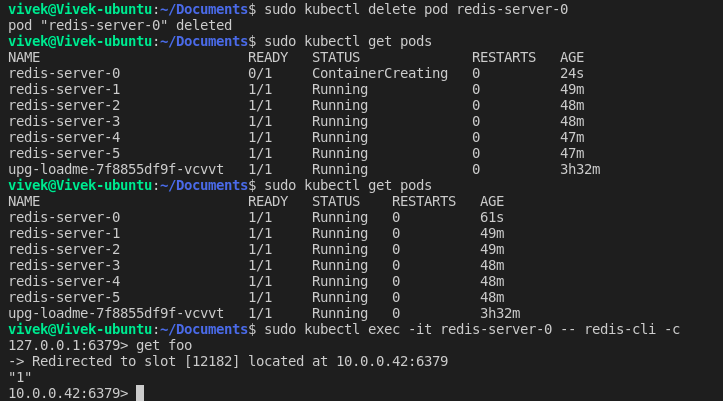 vivek@Vivek-ubuntu:~/Documents$ sudo kubectl delete pod redis-server-0
pod "redis-server-0" deleted
vivek@Vivek-ubuntu:~/Documents$ sudo kubectl get pods
NAME                          READY   STATUS              RESTARTS   AGE
redis-server-0                0/1     ContainerCreating   0          24s
redis-server-1                1/1     Running             0          49m
redis-server-2                1/1     Running             0          48m
redis-server-3                1/1     Running             0          48m
redis-server-4                1/1     Running             0          47m
redis-server-5                1/1     Running             0          47m
upg-loadme-7f8855df9f-vcvvt   1/1     Running             0          3h32m
vivek@Vivek-ubuntu:~/Documents$ sudo kubectl get pods
NAME                          READY   STATUS    RESTARTS   AGE
redis-server-0                1/1     Running   0          61s
redis-server-1                1/1     Running   0          49m
redis-server-2                1/1     Running   0          49m
redis-server-3                1/1     Running   0          48m
redis-server-4                1/1     Running   0          48m
redis-server-5                1/1     Running   0          48m
upg-loadme-7f8855df9f-vcvvt   1/1     Running   0          3h32m
vivek@Vivek-ubuntu:~/Documents$ sudo kubectl exec -it redis-server-0 -- redis-cli -c
127.0.0.1:6379> get foo
-> Redirected to slot [12182] located at 10.0.0.42:6379
"1"
10.0.0.42:6379>